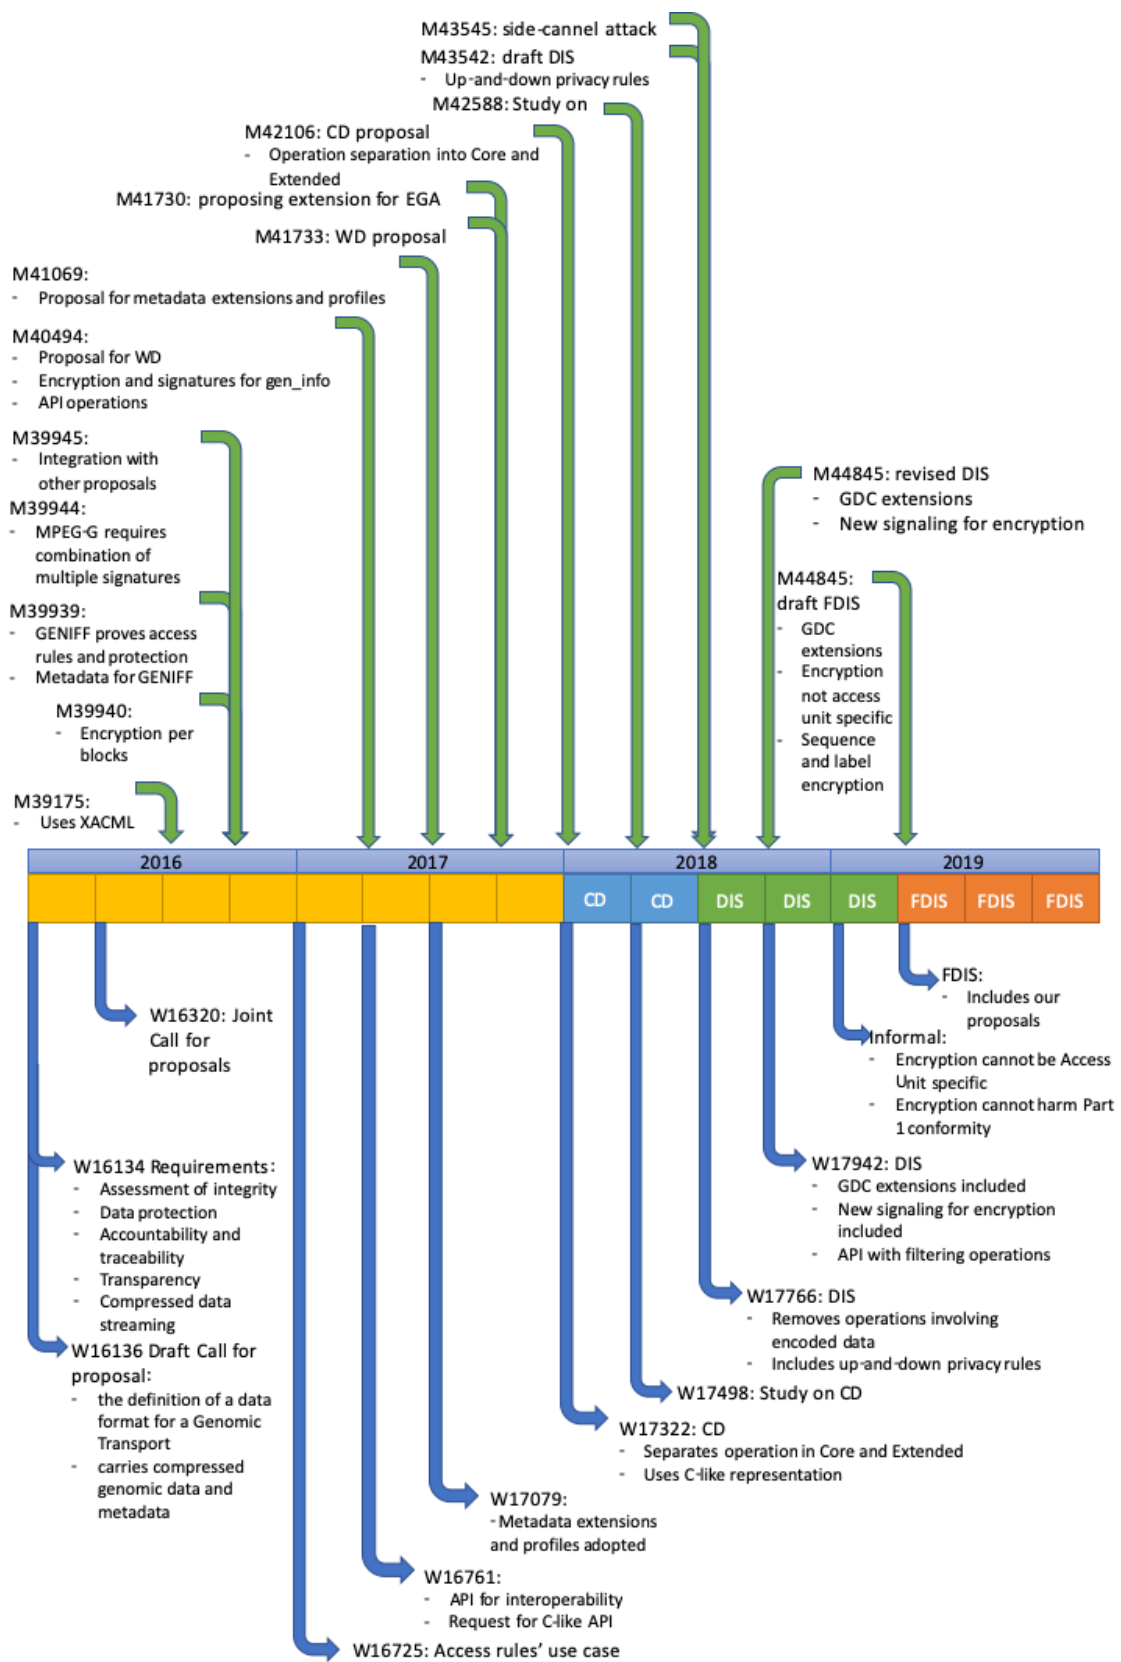 M43545: side-cannel attack
M43542: draft DIS
- Up-and-down privacy rules
M42588: Study on
M42106: CD proposal
- Operation separation into Core and
Extended
M41730: proposing extension for EGA
M41733: WD proposal
M41069:
- Proposal for metadata extensions and profiles
M40494:
- Proposal for WD
- Encryption and signatures for gen_info
- API operations
M39945:
- Integration with
other proposals
M39944:
- MPEG-G requires
combination of
multiple signatures
M39939:
- GENIFF proves access
rules and protection
- Metadata for GENIFF
M39940:
- Encryption per
blocks
M39175:
- Uses XACML
M44845: revised DIS
- GDC extensions
- New signaling for encryption
M44845:
draft FDIS
- GDC
extensions
- Encryption
not access
unit specific
- Sequence
and label
encryption
2016 2017 2018 2019
CD CD DIS DIS DIS FDIS FDIS FDIS
FDIS:
- Includes our
proposals
Informal:
- Encryption cannot be Access
Unit specific
- Encryption cannot harm Part
1 conformity
W16320: Joint
Call for
proposals
W16134 Requirements:
- Assessment of integrity
- Data protection
- Accountability and
traceability
- Transparency
- Compressed data
streaming
W16136 Draft Call for
proposal:
- the definition of a data
format for a Genomic
Transport
- carries compressed
genomic data and
metadata
W17942: DIS
- GDC extensions included
- New signaling for encryption
included
- API with filtering operations
W17766: DIS
- Removes operations involving
encoded data
- Includes up-and-down privacy rules
W17498: Study on CD
W17322: CD
- Separates operation in Core and Extended
- Uses C-like representation
W17079:
- Metadata extensions
and profiles adopted
W16761:
- API for interoperability
- Request for C-like API
W16725: Access rules' use case